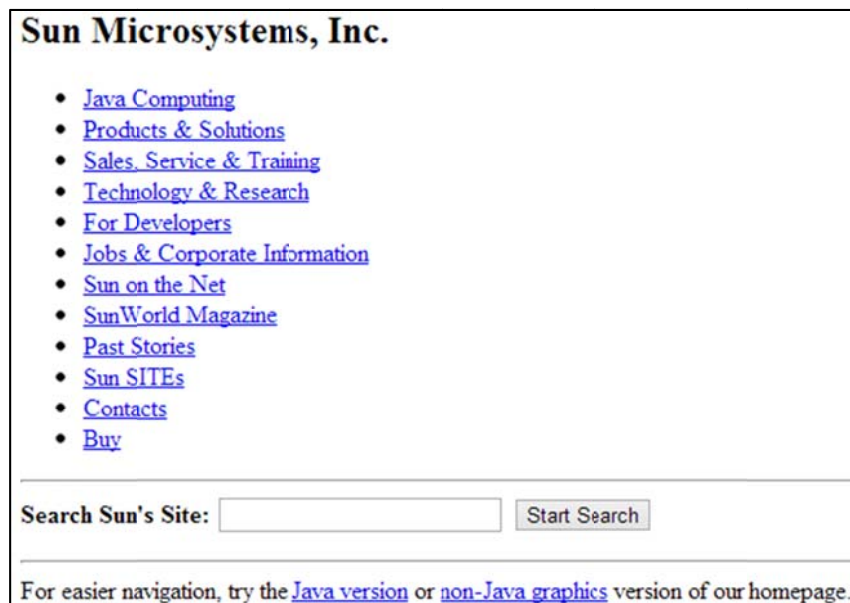 Sun Microsystems, Inc.
• Java Computing
• Products & Solutions
• Sales, Service & Training
• Technology & Research
• For Developers
• Jobs & Corporate Information
• Sun on the Net
• SunWorld Magazine
• Past Stories
• Sun SITEs
• Contacts
• Buy
Search Sun's Site: Start Search
For easier navigation, try the Java version or non-Java graphics version of our homepage.